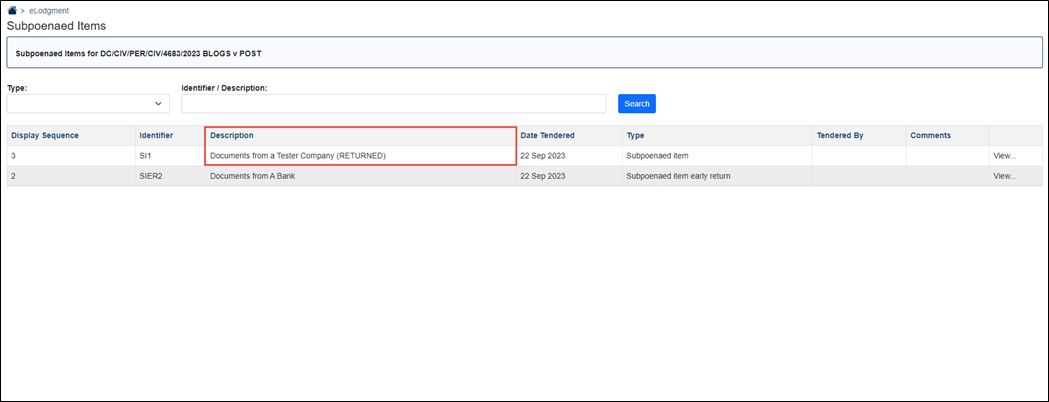 > eLodgment
Subpoenaed Items
Subpoenaed Items for DC/CIV/PER/CIV/4683/2023 BLOGS v POST
Type: Identifier / Description:
Search
Display Sequence Identifier Description Date Tendered Type Tendered By Comments
3 SI1 Documents from a Tester Company (RETURNED) 22 Sep 2023 Subpoenaed item View...
2 SIER2 Documents from A Bank 22 Sep 2023 Subpoenaed item early return View...